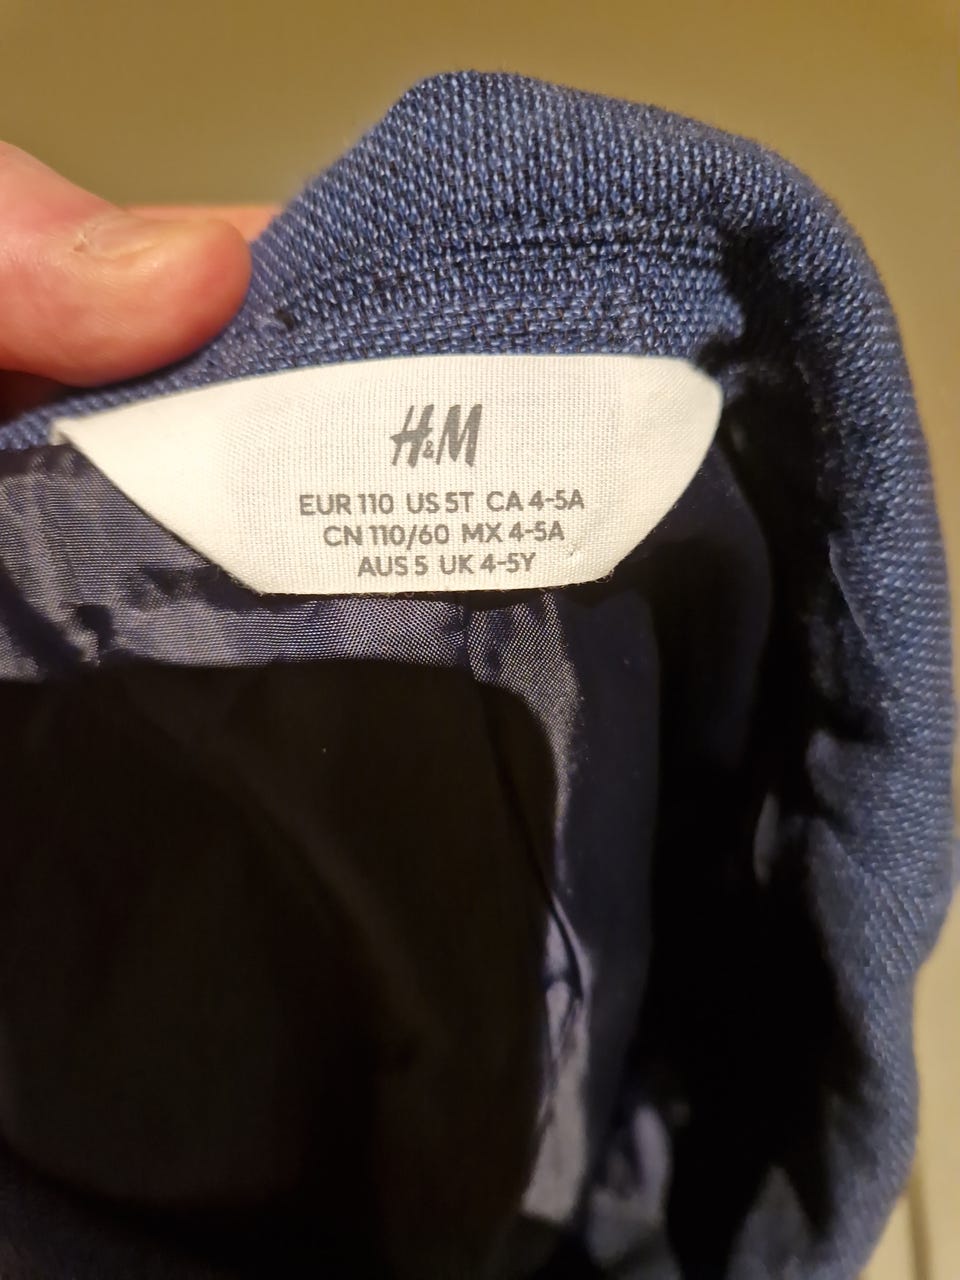 H&M
EUR 110 US 5T CA 4-5A
CN 110/60 MX 4-5A
AUS 5 UK 4-5Y